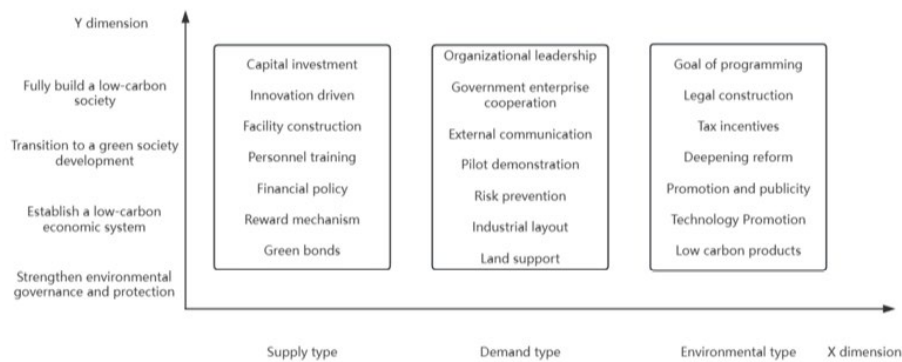 Y dimension
Fully build a low-carbon
society
Transition to a green society
development
Establish a low-carbon
economic system
Strengthen environmental
governance and protection
Capital investment
Innovation driven
Facility construction
Personnel training
Financial policy
Reward mechanism
Green bonds
Organizational leadership
Government enterprise
cooperation
External communication
Pilot demonstration
Risk prevention
Industrial layout
Land support
Goal of programming
Legal construction
Tax incentives
Deepening reform
Promotion and publicity
Technology Promotion
Low carbon products
Supply type
Demand type
Environmental type
X dimension